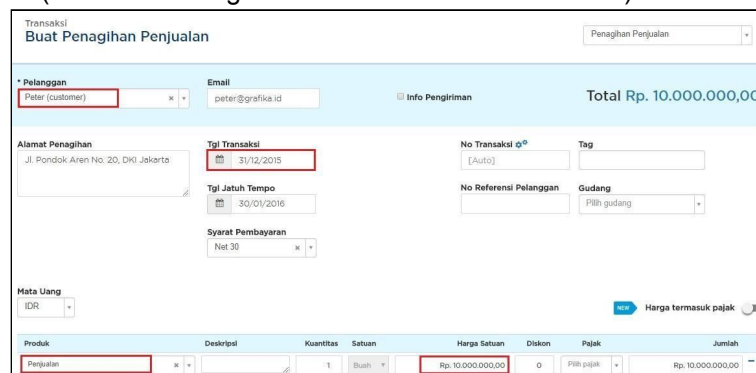 Transaksi
Buat Penagihan Penjualan
Penagihan Penjualan
* Pelanggan
Peter (customer)
Email
peter@grafika.id
Info Pengiriman
Total Rp. 10.000.000,00
Alamat Penagihan
Jl. Pondok Aren No. 20, DKI Jakarta
Tgl Transaksi
31/12/2015
No Transaksi
[Auto]
Tag
Tgl Jatuh Tempo
30/01/2016
No Referensi Pelanggan
Gudang
Pilih gudang
Syarat Pembayaran
Net 30
Mata Uang
IDR
NEW Harga termasuk pajak
Produk Deskripsi Kuantitas Satuan Harga Satuan Diskon Pajak Jumlah
Penjualan 1 Buah Rp. 10.000.000,00 0 Pilih pajak Rp. 10.000.000,00